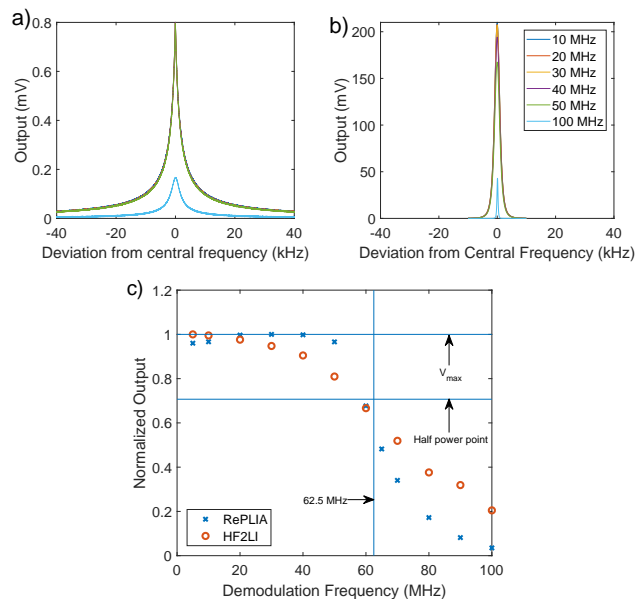 a)
0.8
0.6
0.4
0.2
0
Output (mV)
-40
-20
0
20
40
Deviation from central frequency (kHz)
b)
200
150
100
50
0
Output (mV)
10 MHz
20 MHz
30 MHz
40 MHz
50 MHz
100 MHz
-40
-20
0
20
40
Deviation from Central Frequency (kHz)
c)
1.2
1
0.8
0.6
0.4
0.2
0
Normalized Output
Vmax
Half power point
62.5 MHz
RePLIA
HF2LI
0
20
40
60
80
100
Demodulation Frequency (MHz)